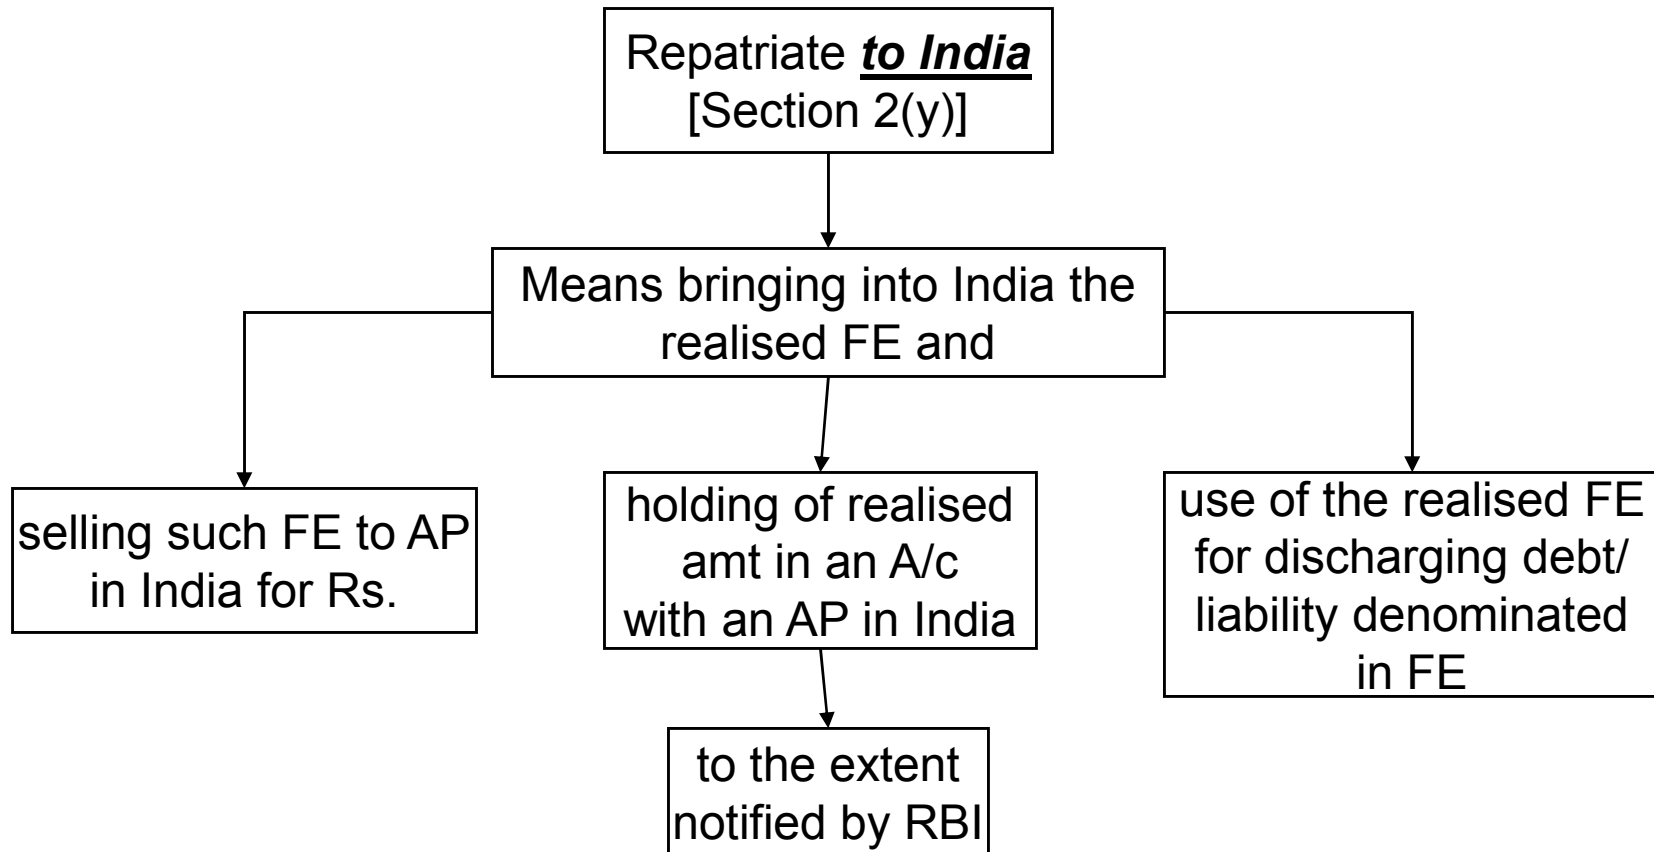 Repatriate to India
[Section 2(y)]
Means bringing into India the
realised FE and
selling such FE to AP
in India for Rs.
holding of realised
amt in an A/c
with an AP in India
use of the realised FE
for discharging debt/
liability denominated
in FE
to the extent
notified by RBI